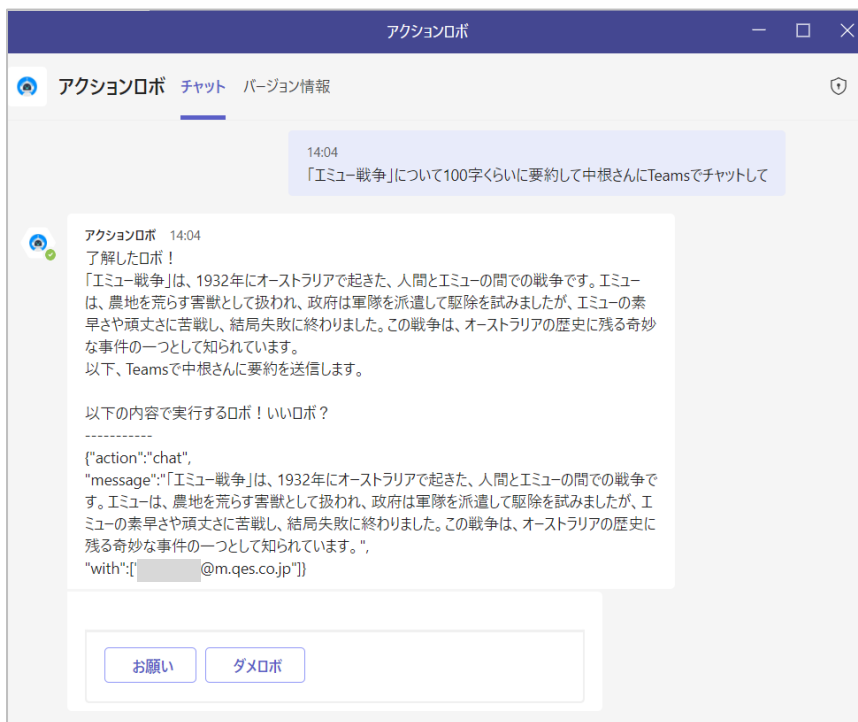 アクションロボ
アクションロボ チャット バージョン情報
14:04
「エミュー戦争」について100字くらいに要約して中根さんにTeamsでチャットして
アクションロボ 14:04
了解したロボ！
「エミュー戦争」は、1932年にオーストラリアで起きた、人間とエミューの間での戦争です。エミュー
は、農地を荒らす害獣として扱われ、政府は軍隊を派遣して駆除を試みましたが、エミューの素
早さや頑丈さに苦戦し、結局失敗に終わりました。この戦争は、オーストラリアの歴史に残る奇妙
な事件の一つとして知られています。
以下、Teamsで中根さんに要約を送信します。
以下の内容で実行するロボ！いいロボ？
-----------
{"action":"chat",
"message":"「エミュー戦争」は、1932年にオーストラリアで起きた、人間とエミューの間での戦争で
す。エミューは、農地を荒らす害獣として扱われ、政府は軍隊を派遣して駆除を試みましたが、エ
ミューの素早さや頑丈さに苦戦し、結局失敗に終わりました。この戦争は、オーストラリアの歴史に
残る奇妙な事件の一つとして知られています。",
"with":['@m.qes.co.jp"]}
お願い ダメロボ